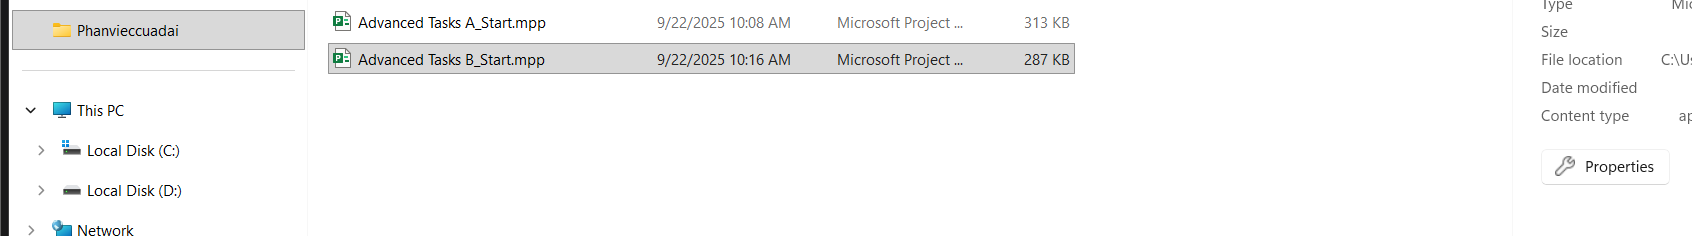 Phanvieccuadai
This PC
Local Disk (C:)
Local Disk (D:)
Network
Advanced Tasks A_Start.mpp 9/22/2025 10:08 AM Microsoft Project ... 313 KB
Advanced Tasks B_Start.mpp 9/22/2025 10:16 AM Microsoft Project ... 287 KB
Type
Size
File location C:\Us
Date modified
Content type
Properties